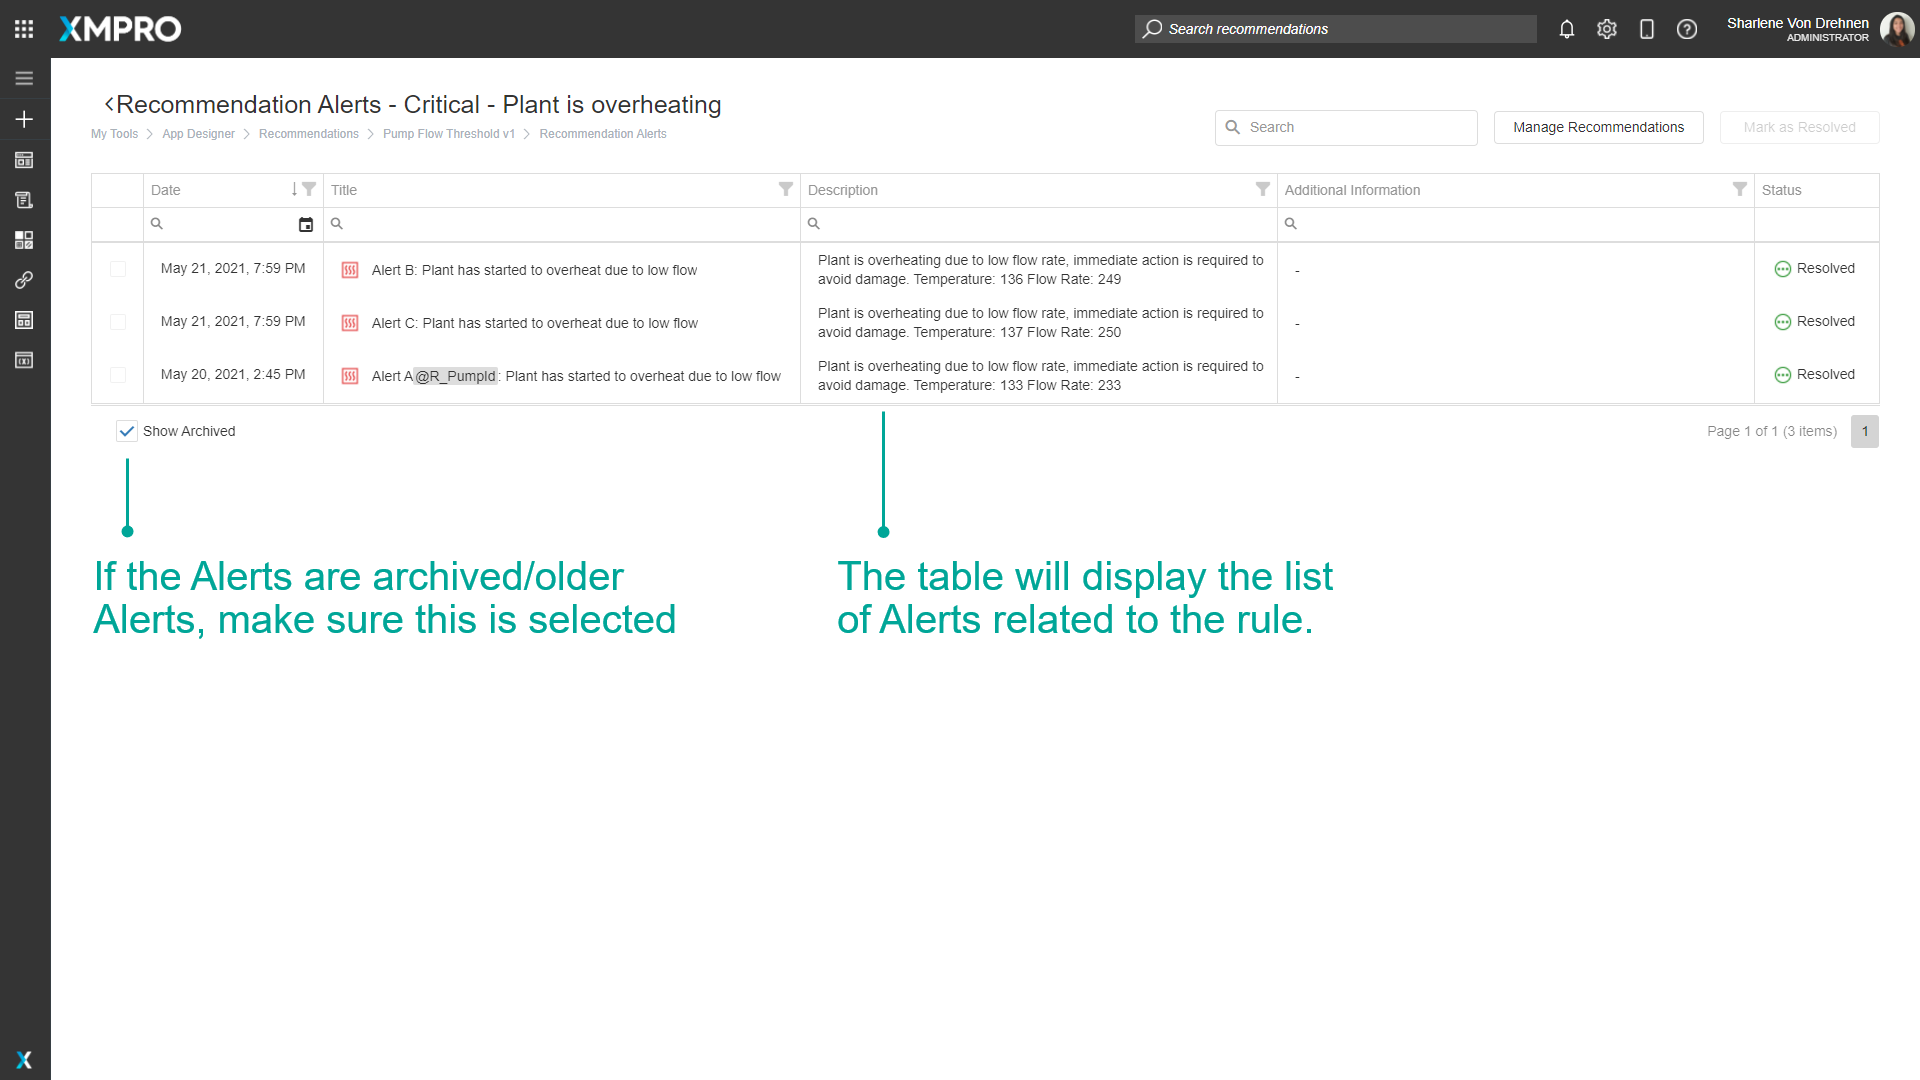 XMPRO
Search recommendations
Sharlene Von Drehnen
ADMINISTRATOR
Recommendation Alerts - Critical - Plant is overheating
My Tools
App Designer
Recommendations
Pump Flow Threshold v1
Recommendation Alerts
Search
Manage Recommendations
Mark as Resolved
Date
Title
Description
Additional Information
Status
May 21, 2021, 7:59 PM
Alert B: Plant has started to overheat due to low flow
Plant is overheating due to low flow rate, immediate action is required to
avoid damage. Temperature: 136 Flow Rate: 249
-
Resolved
May 21, 2021, 7:59 PM
Alert C: Plant has started to overheat due to low flow
Plant is overheating due to low flow rate, immediate action is required to
avoid damage. Temperature: 137 Flow Rate: 250
-
Resolved
May 20, 2021, 2:45 PM
Alert A@R_PumpId: Plant has started to overheat due to low flow
Plant is overheating due to low flow rate, immediate action is required to
avoid damage. Temperature: 133 Flow Rate: 233
-
Resolved
Show Archived
Page 1 of 1 (3 items)
1
If the Alerts are archived/older
Alerts, make sure this is selected
The table will display the list
of Alerts related to the rule.